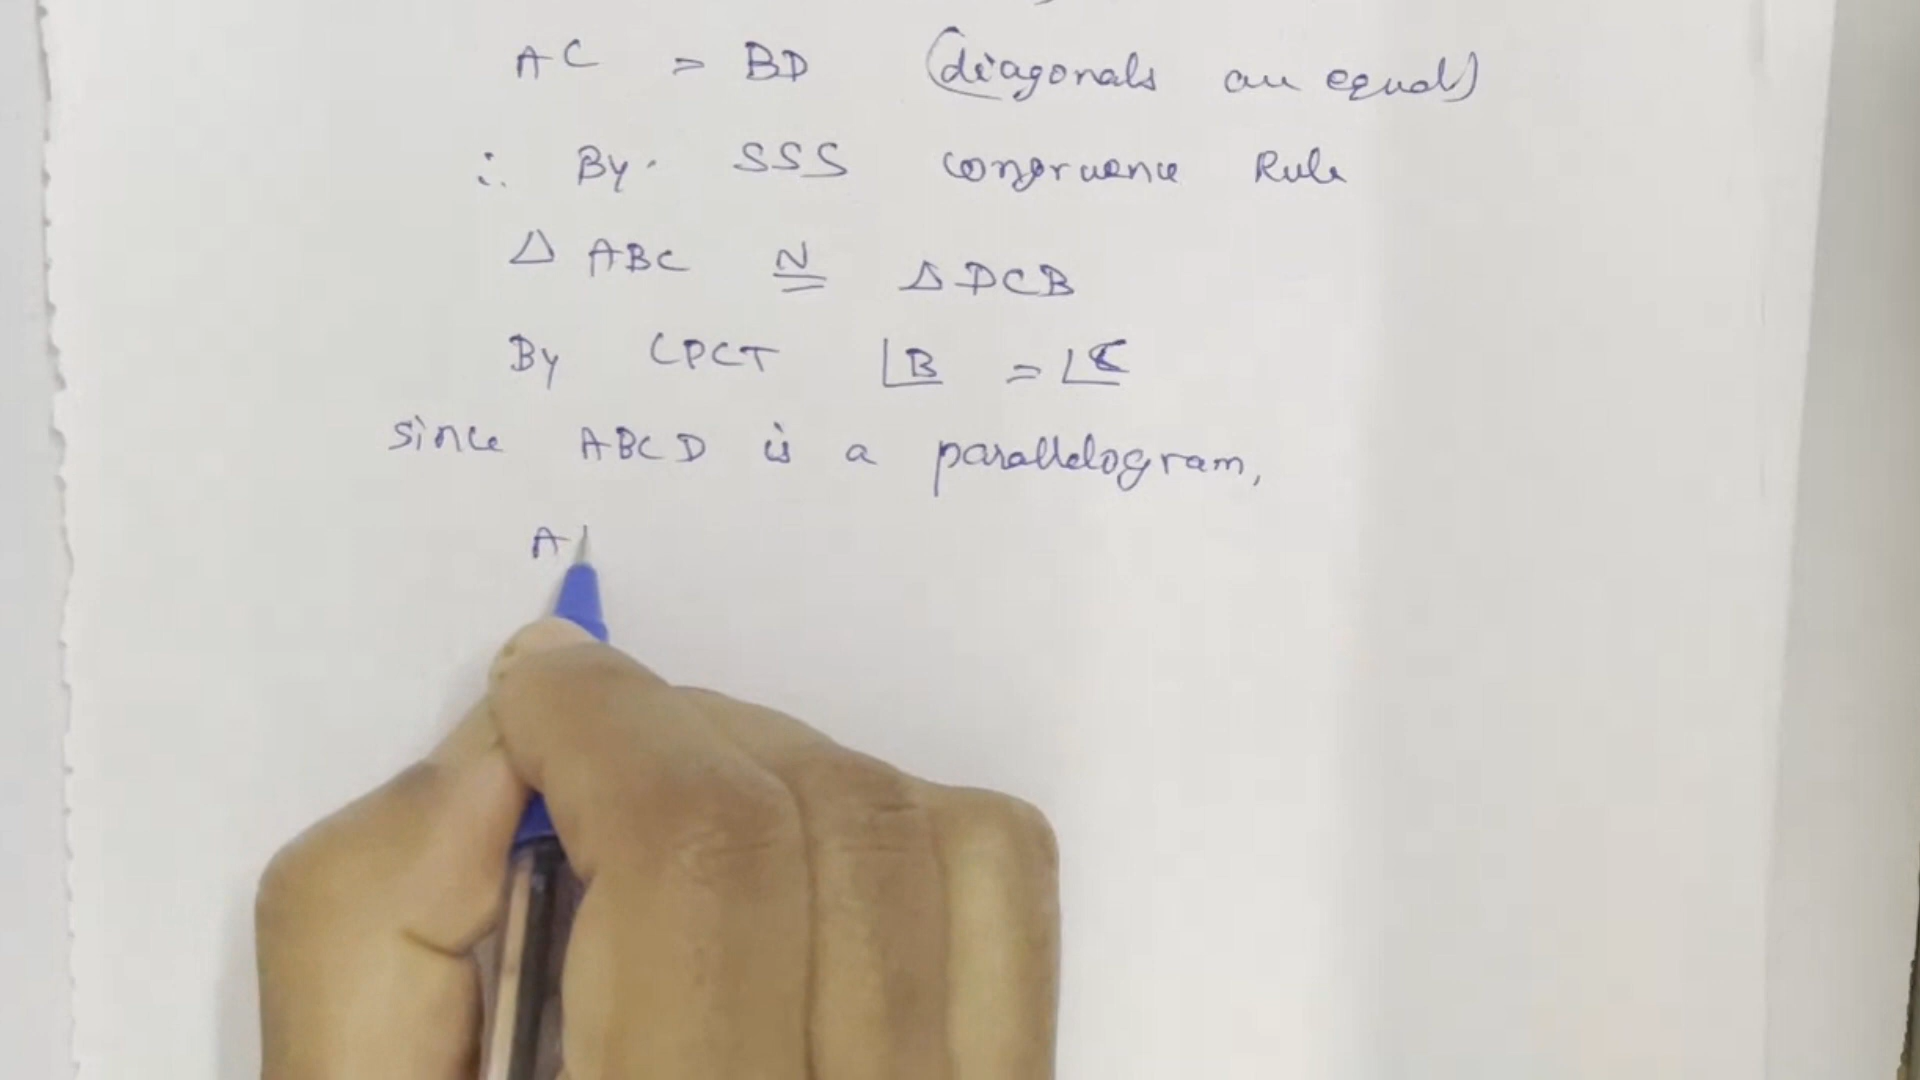 AC = BD (diagonals are equal)
∴ By. SSS congruence Rule
△ ABC ≅ △ DCB
By CPCT ∠B = ∠C
since ABCD is a parallelogram,
A